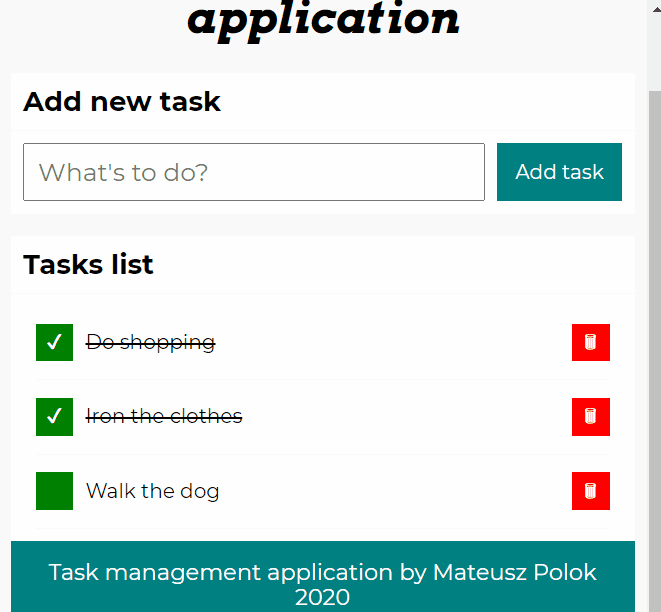 application
Add new task
What's to do?
Add task
Tasks list
✓ Do shopping
✓ Iron the clothes
Walk the dog
Task management application by Mateusz Polok
2020